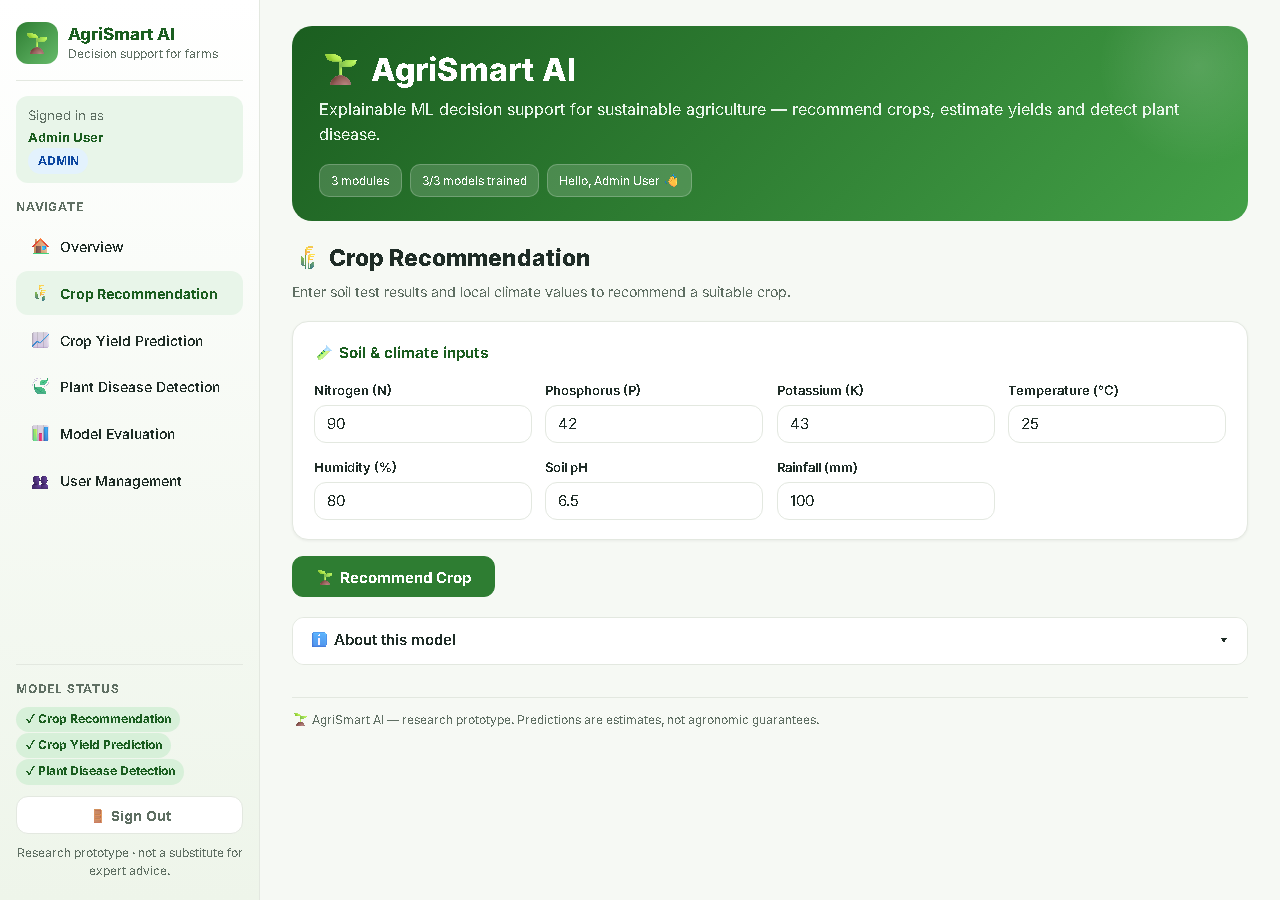 AgriSmart AI
Decision support for farms
Signed in as
Admin User
ADMIN
NAVIGATE
Overview
Crop Recommendation
Crop Yield Prediction
Plant Disease Detection
Model Evaluation
User Management
MODEL STATUS
✓ Crop Recommendation
✓ Crop Yield Prediction
✓ Plant Disease Detection
Sign Out
Research prototype · not a substitute for
expert advice.
AgriSmart AI
Explainable ML decision support for sustainable agriculture — recommend crops, estimate yields and detect plant
disease.
3 modules
3/3 models trained
Hello, Admin User 👋
Crop Recommendation
Enter soil test results and local climate values to recommend a suitable crop.
Soil & climate inputs
Nitrogen (N)
90
Phosphorus (P)
42
Potassium (K)
43
Temperature (°C)
25
Humidity (%)
80
Soil pH
6.5
Rainfall (mm)
100
Recommend Crop
About this model
AgriSmart AI — research prototype. Predictions are estimates, not agronomic guarantees.